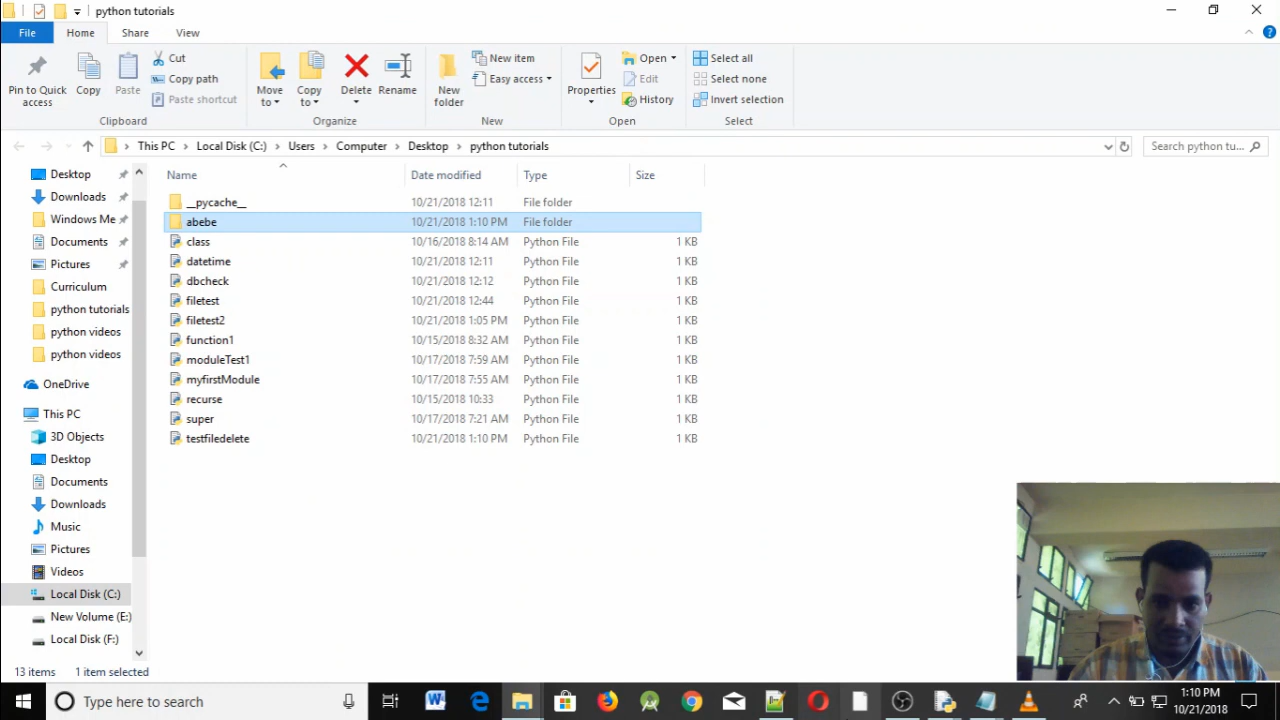 python tutorials
File Home Share View
Pin to Quick access
Copy
Paste
Cut
Copy path
Paste shortcut
Clipboard
Move to
Copy to
Delete
Rename
Organize
New folder
New item
Easy access
New
Properties
Open
Edit
History
Open
Select all
Select none
Invert selection
Select
This PC > Local Disk (C:) > Users > Computer > Desktop > python tutorials
Search python tu...
Desktop
Downloads
Windows Me
Documents
Pictures
Curriculum
python tutorials
python videos
python videos
OneDrive
This PC
3D Objects
Desktop
Documents
Downloads
Music
Pictures
Videos
Local Disk (C:)
New Volume (E:)
Local Disk (F:)
Name Date modified Type Size
__pycache__ 10/21/2018 12:11 File folder
abebe 10/21/2018 1:10 PM File folder
class 10/16/2018 8:14 AM Python File 1 KB
datetime 10/21/2018 12:11 Python File 1 KB
dbcheck 10/21/2018 12:12 Python File 1 KB
filetest 10/21/2018 12:44 Python File 1 KB
filetest2 10/21/2018 1:05 PM Python File 1 KB
function1 10/15/2018 8:32 AM Python File 1 KB
moduleTest1 10/17/2018 7:59 AM Python File 1 KB
myfirstModule 10/17/2018 7:55 AM Python File 1 KB
recurse 10/15/2018 10:33 Python File 1 KB
super 10/17/2018 7:21 AM Python File 1 KB
testfiledelete 10/21/2018 1:10 PM Python File 1 KB
13 items 1 item selected
Type here to search
1:10 PM
10/21/2018